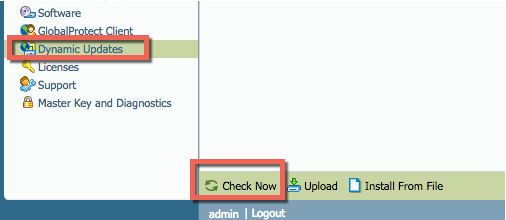 Software
GlobalProtect Client
Dynamic Updates
Licenses
Support
Master Key and Diagnostics
Check Now Upload Install From File
admin | Logout